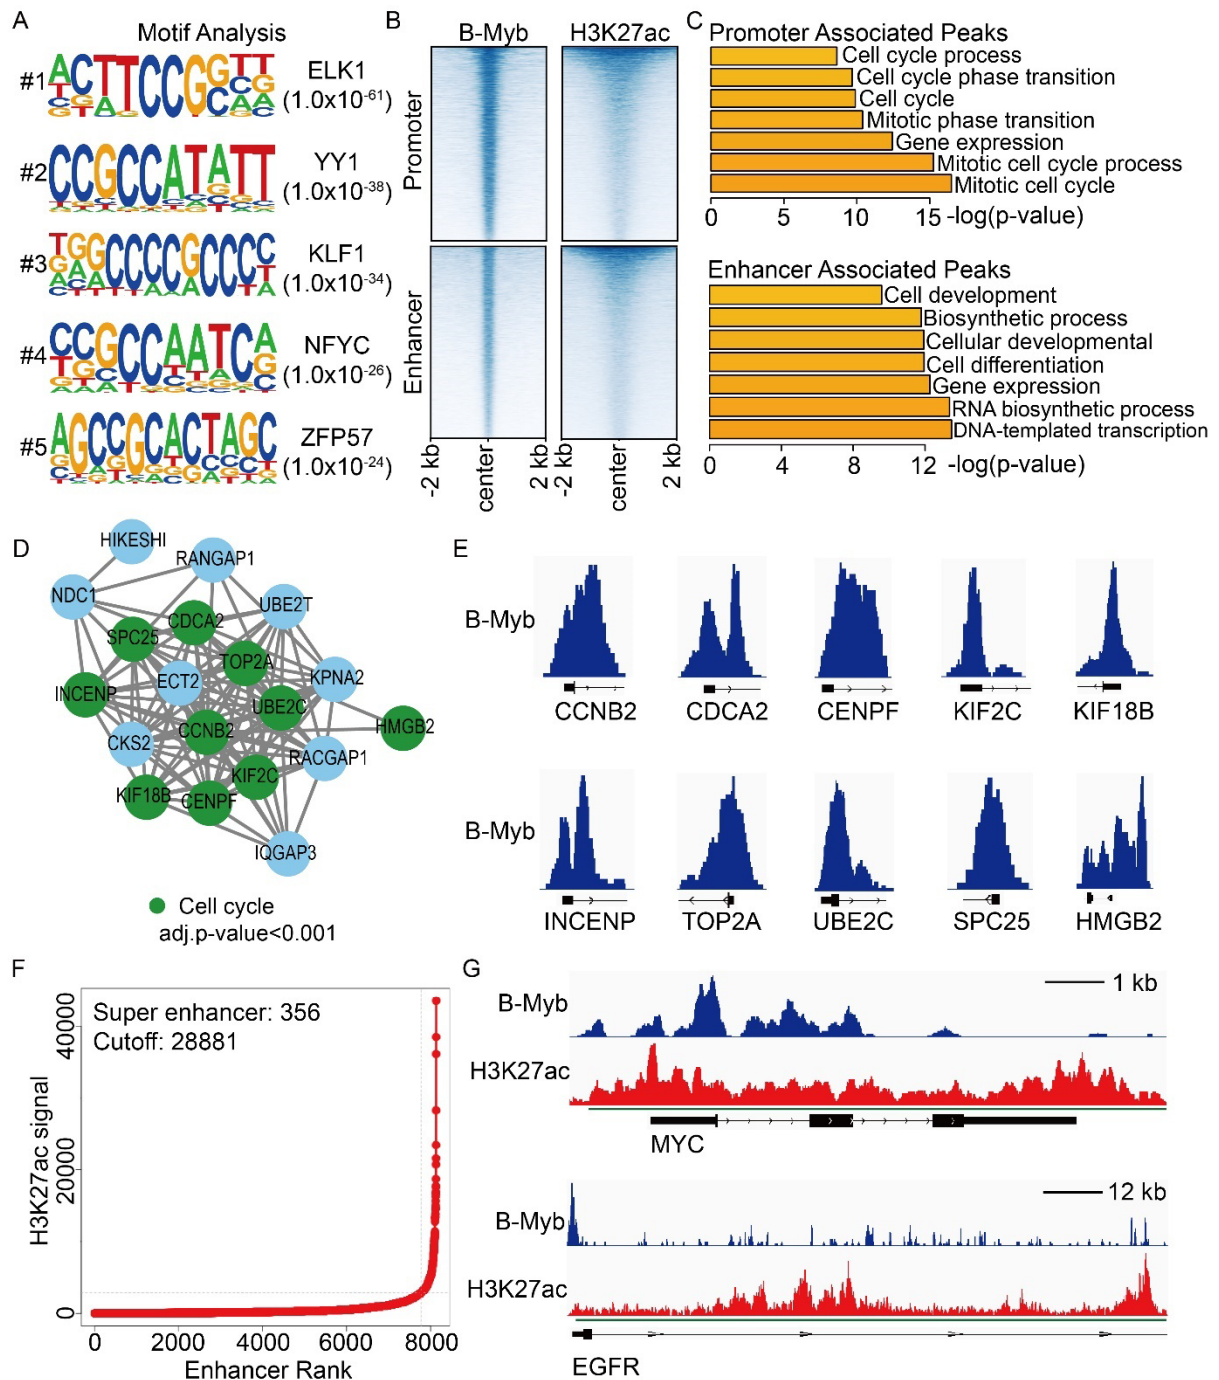 A
Motif Analysis
#1
ELK1
(1.0x10-61)
#2
YY1
(1.0x10-38)
#3
KLF1
(1.0x10-34)
#4
NFYC
(1.0x10-26)
#5
ZFP57
(1.0x10-24)
B
B-Myb
H3K27ac
Promoter
Enhancer
-2 kb
center
2 kb
-2 kb
center
2 kb
C
Promoter Associated Peaks
Cell cycle process
Cell cycle phase transition
Cell cycle
Mitotic phase transition
Gene expression
Mitotic cell cycle process
Mitotic cell cycle
0 5 10 15 -log(p-value)
Enhancer Associated Peaks
Cell development
Biosynthetic process
Cellular developmental
Cell differentiation
Gene expression
RNA biosynthetic process
DNA-templated transcription
0 4 8 12 -log(p-value)
D
HIKESHI
RANGAP1
NDC1
UBE2T
CDCA2
SPC25
TOP2A
ECT2
KPNA2
INCENP
UBE2C
HMGB2
CCNB2
CKS2
RACGAP1
KIF2C
KIF18B
CENPF
IQGAP3
Cell cycle
adj.p-value<0.001
E
B-Myb
CCNB2
CDCA2
CENPF
KIF2C
KIF18B
B-Myb
INCENP
TOP2A
UBE2C
SPC25
HMGB2
F
Super enhancer: 356
Cutoff: 28881
H3K27ac signal
40000
20000
0
0 2000 4000 6000 8000
Enhancer Rank
G
B-Myb
1 kb
H3K27ac
MYC
B-Myb
12 kb
H3K27ac
EGFR